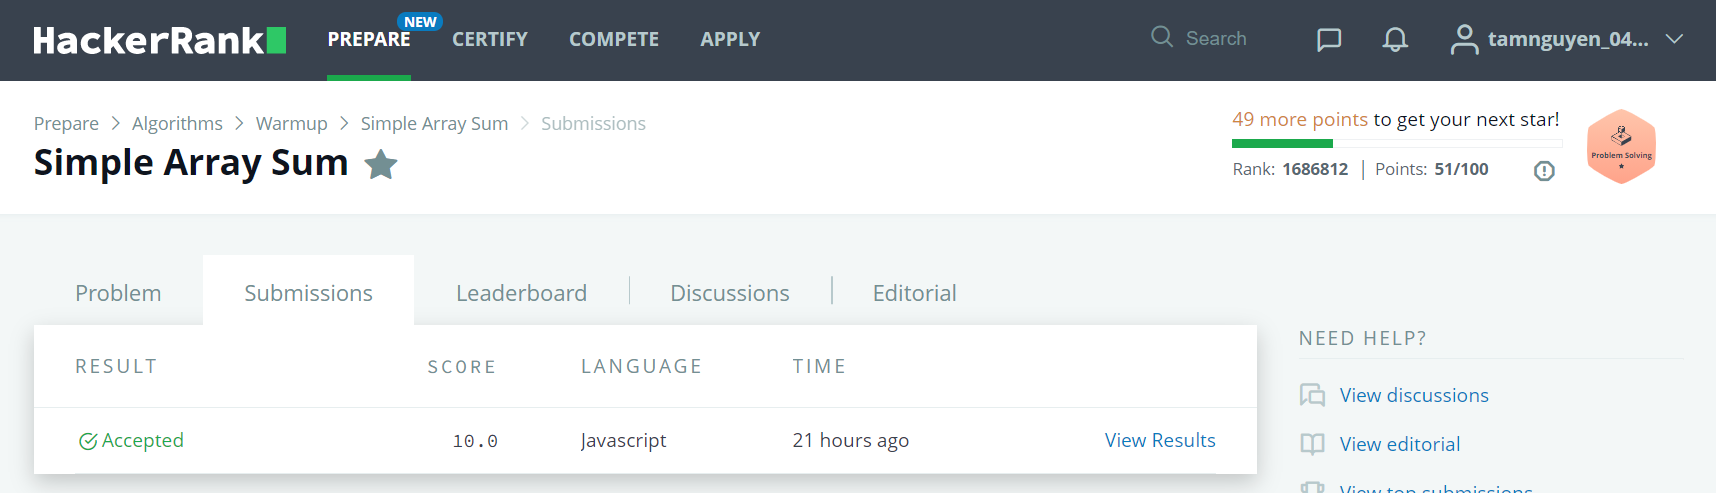 HackerRank
PREPARE
NEW
CERTIFY
COMPETE
APPLY
Search
tamnguyen_04...
Prepare
Algorithms
Warmup
Simple Array Sum
Submissions
Simple Array Sum
49 more points to get your next star!
Rank: 1686812 | Points: 51/100
Problem Solving
Problem
Submissions
Leaderboard
Discussions
Editorial
RESULT SCORE LANGUAGE TIME
Accepted 10.0 Javascript 21 hours ago View Results
NEED HELP?
View discussions
View editorial
View top submissions